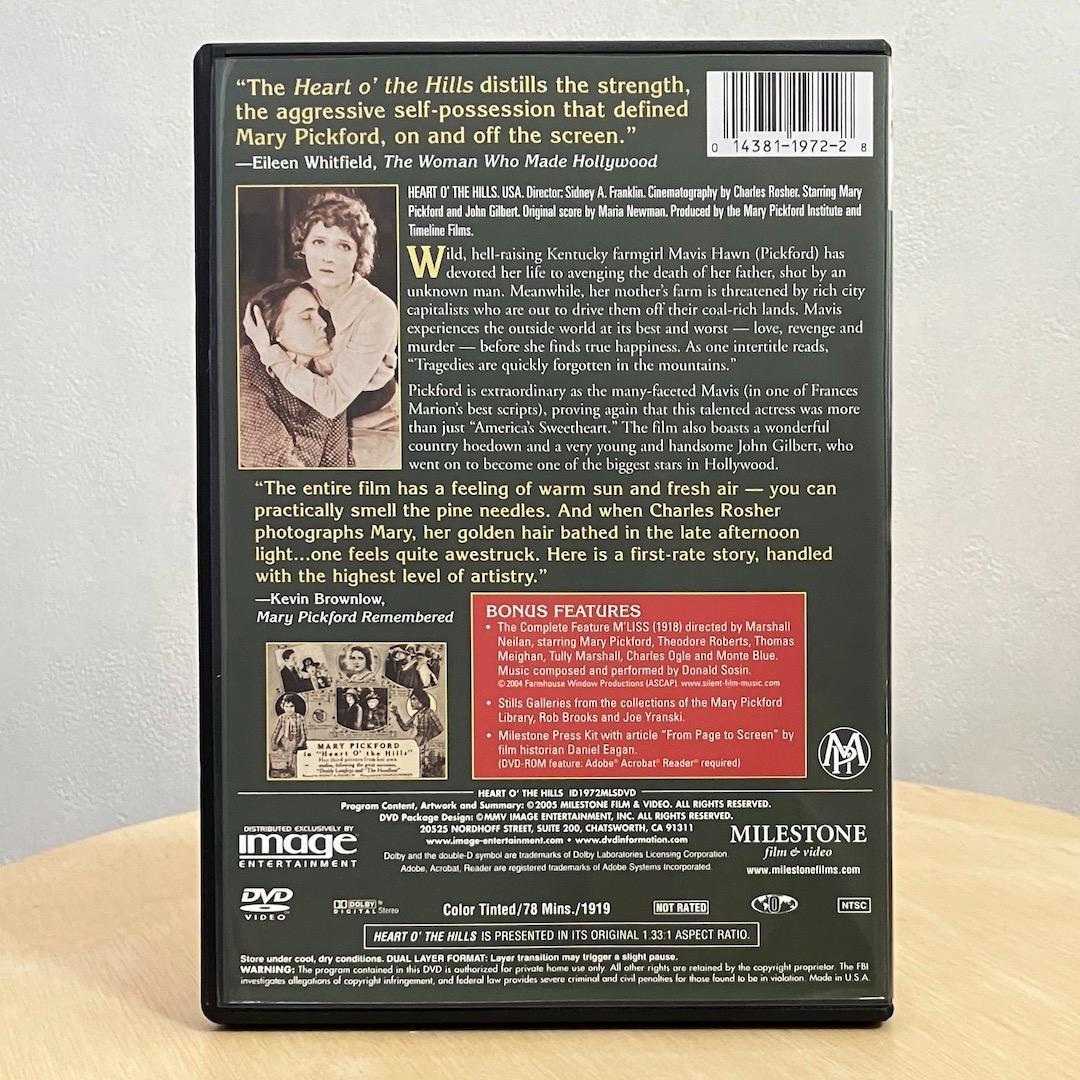 “The Heart o’ the Hills distills the strength,
the aggressive self-possession that defined
Mary Pickford, on and off the screen.”
—Eileen Whitfield, The Woman Who Made Hollywood
0 14381-1972-2 8
HEART O’ THE HILLS. USA. Director: Sidney A. Franklin. Cinematography by Charles Rosher. Starring Mary
Pickford and John Gilbert. Original score by Maria Newman. Produced by the Mary Pickford Institute and
Timeline Films.
Wild, hell-raising Kentucky farmgirl Mavis Hawn (Pickford) has
devoted her life to avenging the death of her father, shot by an
unknown man. Meanwhile, her mother’s farm is threatened by rich city
capitalists who are out to drive them off their coal-rich lands. Mavis
experiences the outside world at its best and worst — love, revenge and
murder — before she finds true happiness. As one intertitle reads,
“Tragedies are quickly forgotten in the mountains.”
Pickford is extraordinary as the many-faceted Mavis (in one of Frances
Marion’s best scripts), proving again that this talented actress was more
than just “America’s Sweetheart.” The film also boasts a wonderful
country hoedown and a very young and handsome John Gilbert, who
went on to become one of the biggest stars in Hollywood.
“The entire film has a feeling of warm sun and fresh air — you can
practically smell the pine needles. And when Charles Rosher
photographs Mary, her golden hair bathed in the late afternoon
light...one feels quite awestruck. Here is a first-rate story, handled
with the highest level of artistry.”
—Kevin Brownlow,
Mary Pickford Remembered
MARY PICKFORD
in “Heart O’ the Hills”
Her third picture from her own
studios, following the great successes,
“Daddy Longlegs and “The Hoodlum”
BONUS FEATURES
• The Complete Feature M’LISS (1918) directed by Marshall
Neilan, starring Mary Pickford, Theodore Roberts, Thomas
Meighan, Tully Marshall, Charles Ogle and Monte Blue.
Music composed and performed by Donald Sosin.
©2004 Farmhouse Window Productions (ASCAP). www.silent-film-music.com
• Stills Galleries from the collections of the Mary Pickford
Library, Rob Brooks and Joe Yranski.
• Milestone Press Kit with article “From Page to Screen” by
film historian Daniel Eagan.
(DVD-ROM feature: Adobe® Acrobat® Reader® required)
HEART O’ THE HILLS ID1972MLSDVD
Program Content, Artwork and Summary: ©2005 MILESTONE FILM & VIDEO. ALL RIGHTS RESERVED.
DVD Package Design: ©MMV IMAGE ENTERTAINMENT, INC. ALL RIGHTS RESERVED.
20525 NORDHOFF STREET, SUITE 200, CHATSWORTH, CA 91311
www.image-entertainment.com • www.dvdinformation.com
Dolby and the double-D symbol are trademarks of Dolby Laboratories Licensing Corporation.
Adobe, Acrobat, Reader are registered trademarks of Adobe Systems Incorporated.
DISTRIBUTED EXCLUSIVELY BY
image
ENTERTAINMENT
MILESTONE
film & video
www.milestonefilms.com
DVD
VIDEO
DOLBY
DIGITAL Stereo
Color Tinted/78 Mins./1919
NOT RATED
NTSC
HEART O’ THE HILLS IS PRESENTED IN ITS ORIGINAL 1.33:1 ASPECT RATIO.
Store under cool, dry conditions. DUAL LAYER FORMAT: Layer transition may trigger a slight pause.
WARNING: The program contained in this DVD is authorized for private home use only. All other rights are retained by the copyright proprietor. The FBI
investigates allegations of copyright infringement, and federal law provides severe criminal and civil penalties for those found to be in violation. Made in U.S.A.